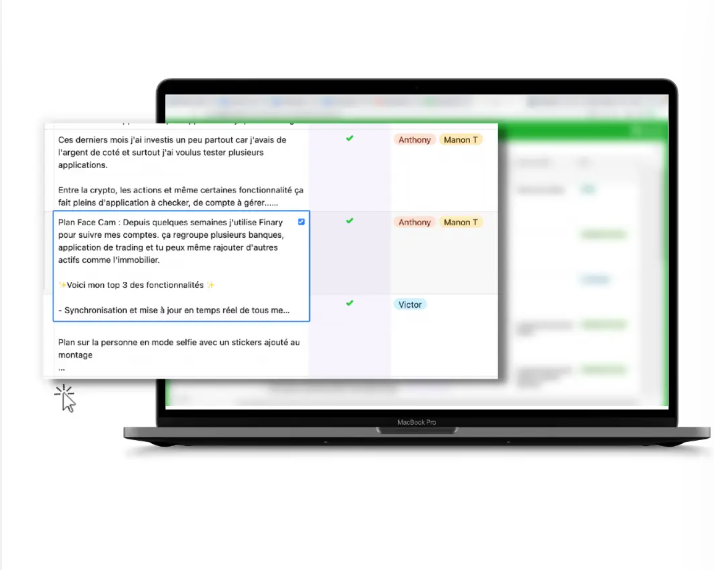 Ces derniers mois j'ai investis un peu partout car j'avais de
l'argent de coté et surtout j'ai voulus tester plusieurs
applications.
Entre la crypto, les actions et même certaines fonctionnalité ça
fait pleins d'application à checker, de compte à gérer......
Anthony Manon T
Plan Face Cam : Depuis quelques semaines j'utilise Finary
pour suivre mes comptes. ça regroupe plusieurs banques,
application de trading et tu peux même rajouter d'autres
actifs comme l'immobilier.
✨Voici mon top 3 des fonctionnalités ✨
- Synchronisation et mise à jour en temps réel de tous me...
Anthony Manon T
Plan sur la personne en mode selfie avec un stickers ajouté au
montage
...
Victor
MacBook Pro